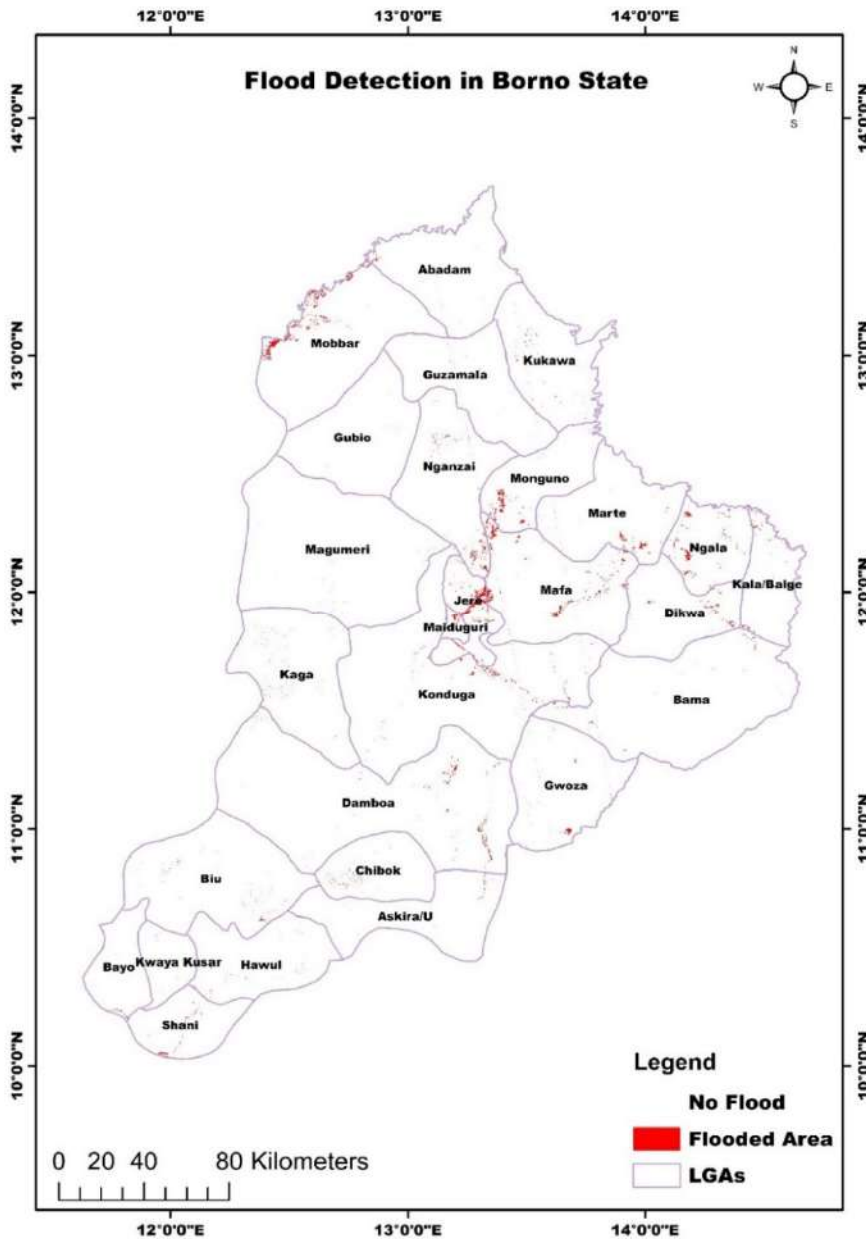 12°0'0"E 13°0'0"E 14°0'0"E
Flood Detection in Borno State
N
W E
S
14°0'0"N 14°0'0"N
Abadam
Mobbar
13°0'0"N 13°0'0"N
Kukawa
Guzamala
Gubio
Nganzai
Monguno
Marte
Magumeri
Ngala
Mafa
Kala/Balge
12°0'0"N 12°0'0"N
Jere
Dikwa
Maiduguri
Kaga
Konduga
Bama
Gwoza
Damboa
11°0'0"N 11°0'0"N
Chibok
Biu
Askira/U
Bayo Kwaya Kusar Hawul
Shani
10°0'0"N 10°0'0"N
Legend
No Flood
Flooded Area
LGAs
0 20 40 80 Kilometers
12°0'0"E 13°0'0"E 14°0'0"E